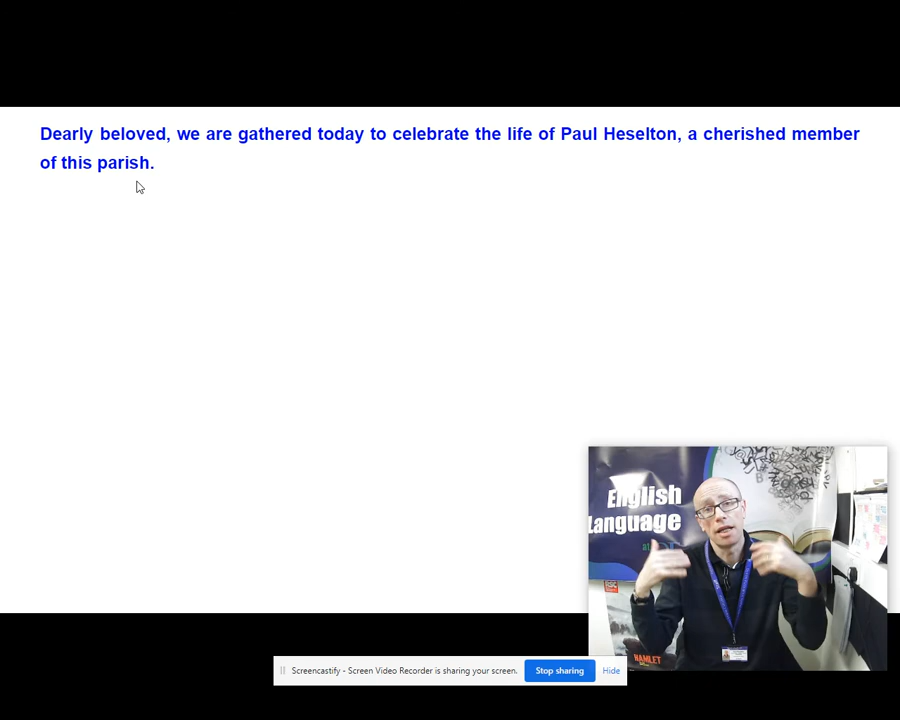 Dearly beloved, we are gathered today to celebrate the life of Paul Heselton, a cherished member
of this parish.
English
Language
at
HAMLET
Screencastify - Screen Video Recorder is sharing your screen.
Stop sharing
Hide